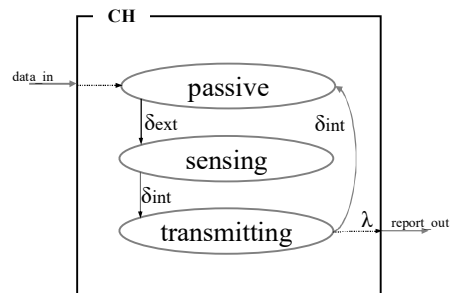 CH
data_in
passive
δext
δint
sensing
δint
transmitting
λ
report_out